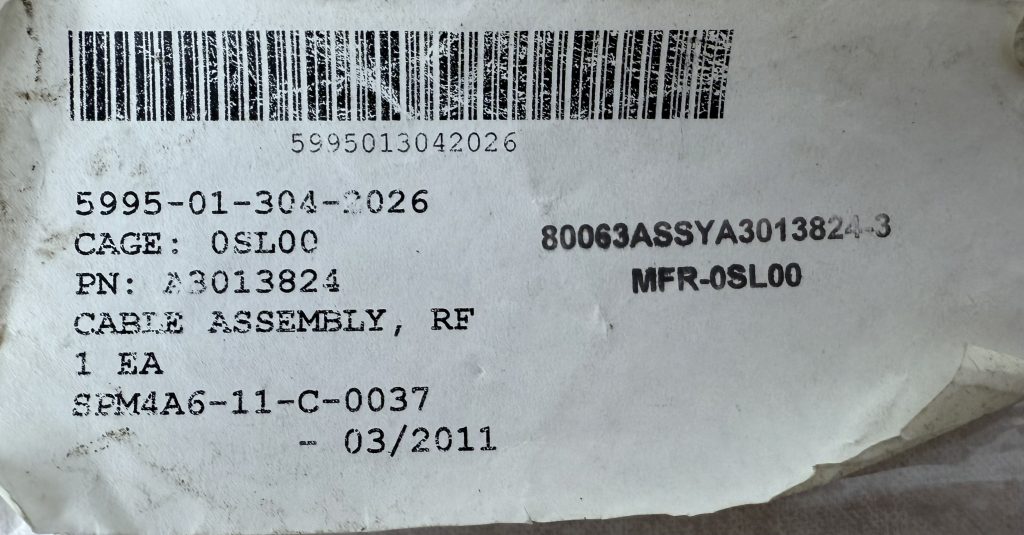 5995013042026
5995-01-304-2026
CAGE: 0SL00
PN: A3013824
CABLE ASSEMBLY, RF
1 EA
SPM4A6-11-C-0037
- 03/2011
80063ASSYA3013824-3
MFR-0SL00